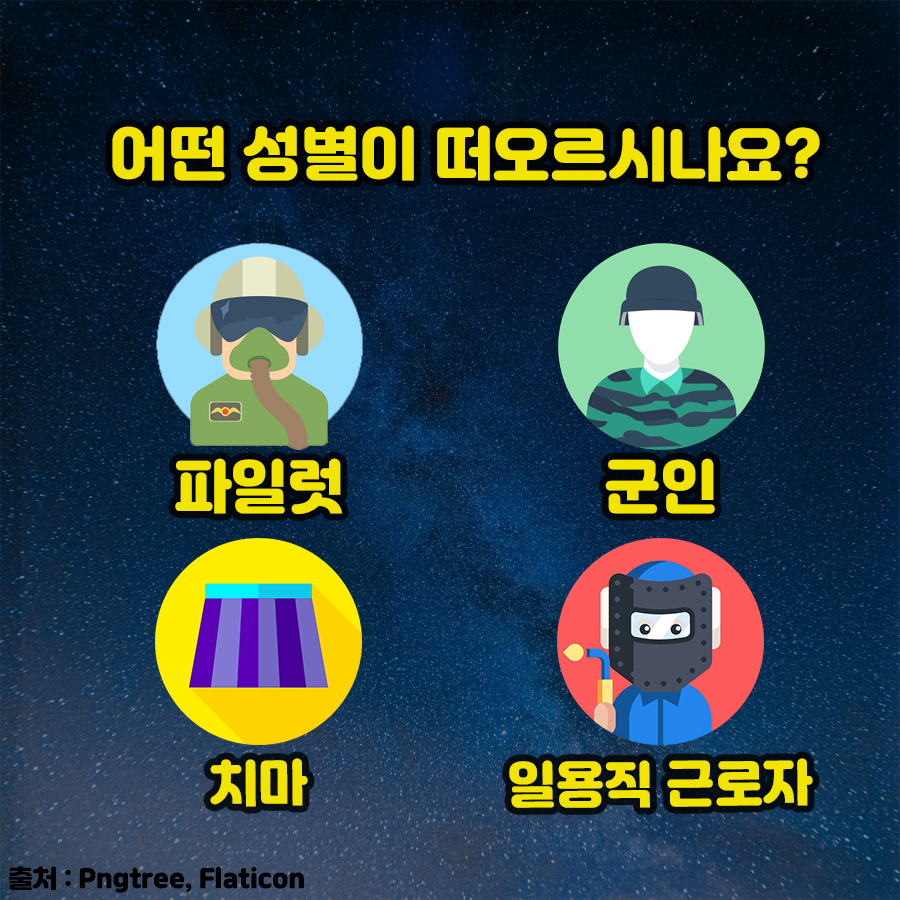 어떤 성별이 떠오르시나요?
파일럿
군인
치마
일용직 근로자
출처 : Pngtree, Flaticon